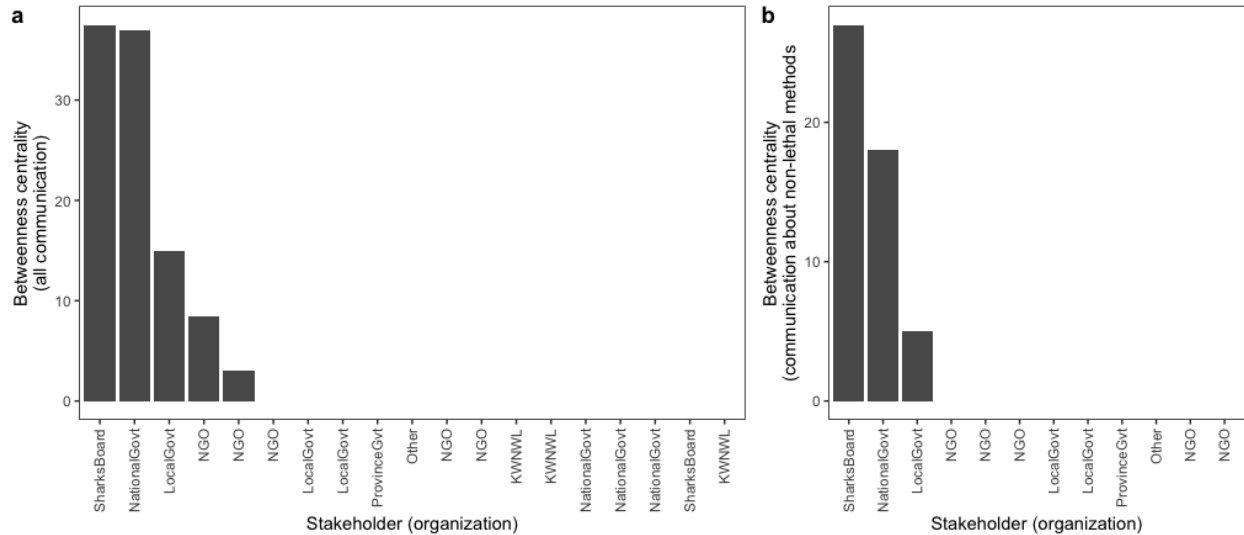 a
Betweenness centrality
(all communication)
30
20
10
0
SharksBoard
NationalGovt
LocalGovt
NGO
NGO
NGO
LocalGovt
LocalGovt
ProvinceGvt
Other
NGO
NGO
KWNWL
KWNWL
NationalGovt
NationalGovt
NationalGovt
SharksBoard
KWNWL
Stakeholder (organization)
b
Betweenness centrality
(communication about non-lethal methods
20
10
0
SharksBoard
NationalGovt
LocalGovt
NGO
NGO
NGO
LocalGovt
LocalGovt
ProvinceGvt
Other
NGO
NGO
Stakeholder (organization)